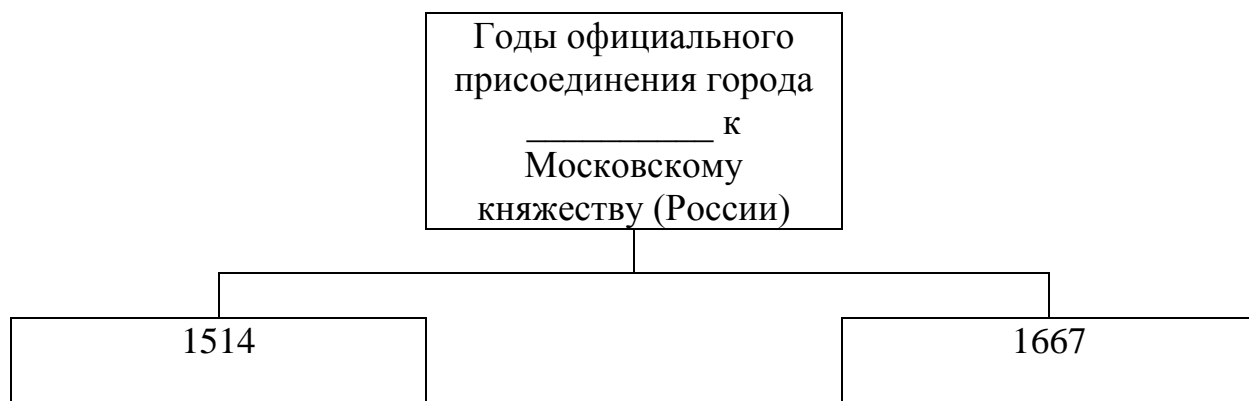 Годы официального
присоединения города
__________ к
Московскому
княжеству (России)
1514
1667